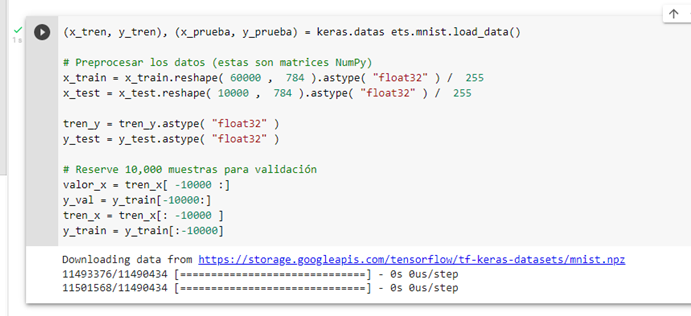 1 s
(x_tren, y_tren), (x_prueba, y_prueba) = keras.datas ets.mnist.load_data()
# Preprocesar los datos (estas son matrices NumPy)
x_train = x_train.reshape( 60000 , 784 ).astype( "float32" ) / 255
x_test = x_test.reshape( 10000 , 784 ).astype( "float32" ) / 255
tren_y = tren_y.astype( "float32" )
y_test = y_test.astype( "float32" )
# Reserve 10,000 muestras para validación
valor_x = tren_x[ -10000 :]
y_val = y_train[-10000:]
tren_x = tren_x[: -10000 ]
y_train = y_train[:-10000]
Downloading data from https://storage.googleapis.com/tensorflow/tf-keras-datasets/mnist.npz
11493376/11490434 [==============================] - 0s 0us/step
11501568/11490434 [==============================] - 0s 0us/step